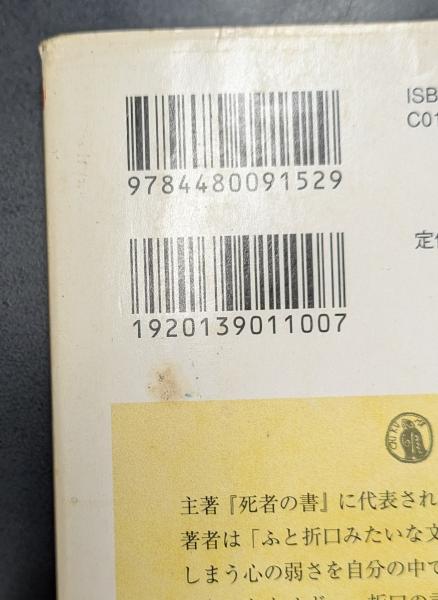 ISB
C01
9784480091529
定
1920139011007
主著『死者の書』に代表され
著者は「ふと折口みたいな文
しまう心の弱さを自分の中で